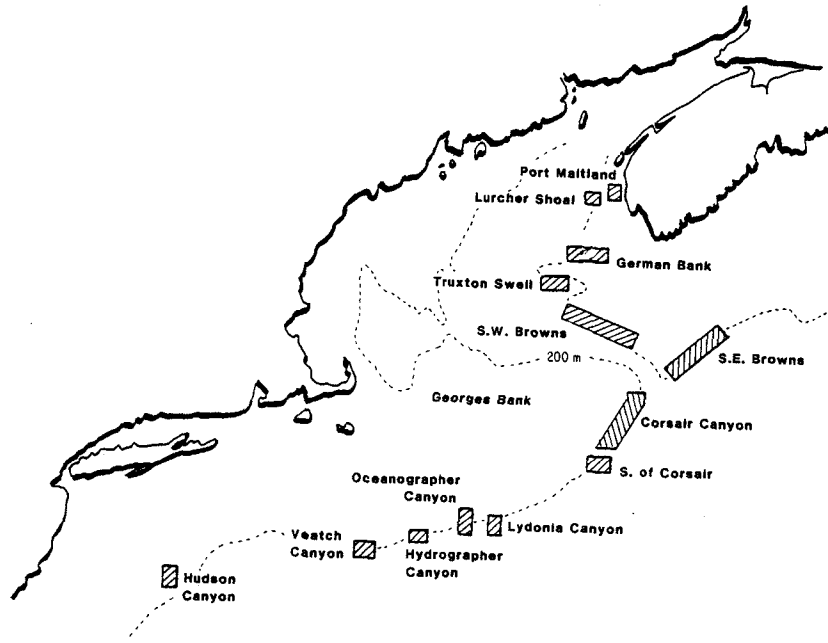 Port Maitland
Lurcher Shoal
German Bank
Truxton Swell
S.W. Browns
S.E. Browns
200 m
Georges Bank
Corsair Canyon
S. of Corsair
Oceanographer
Canyon
Lydonia Canyon
Veatch
Canyon
Hydrographer
Canyon
Hudson
Canyon